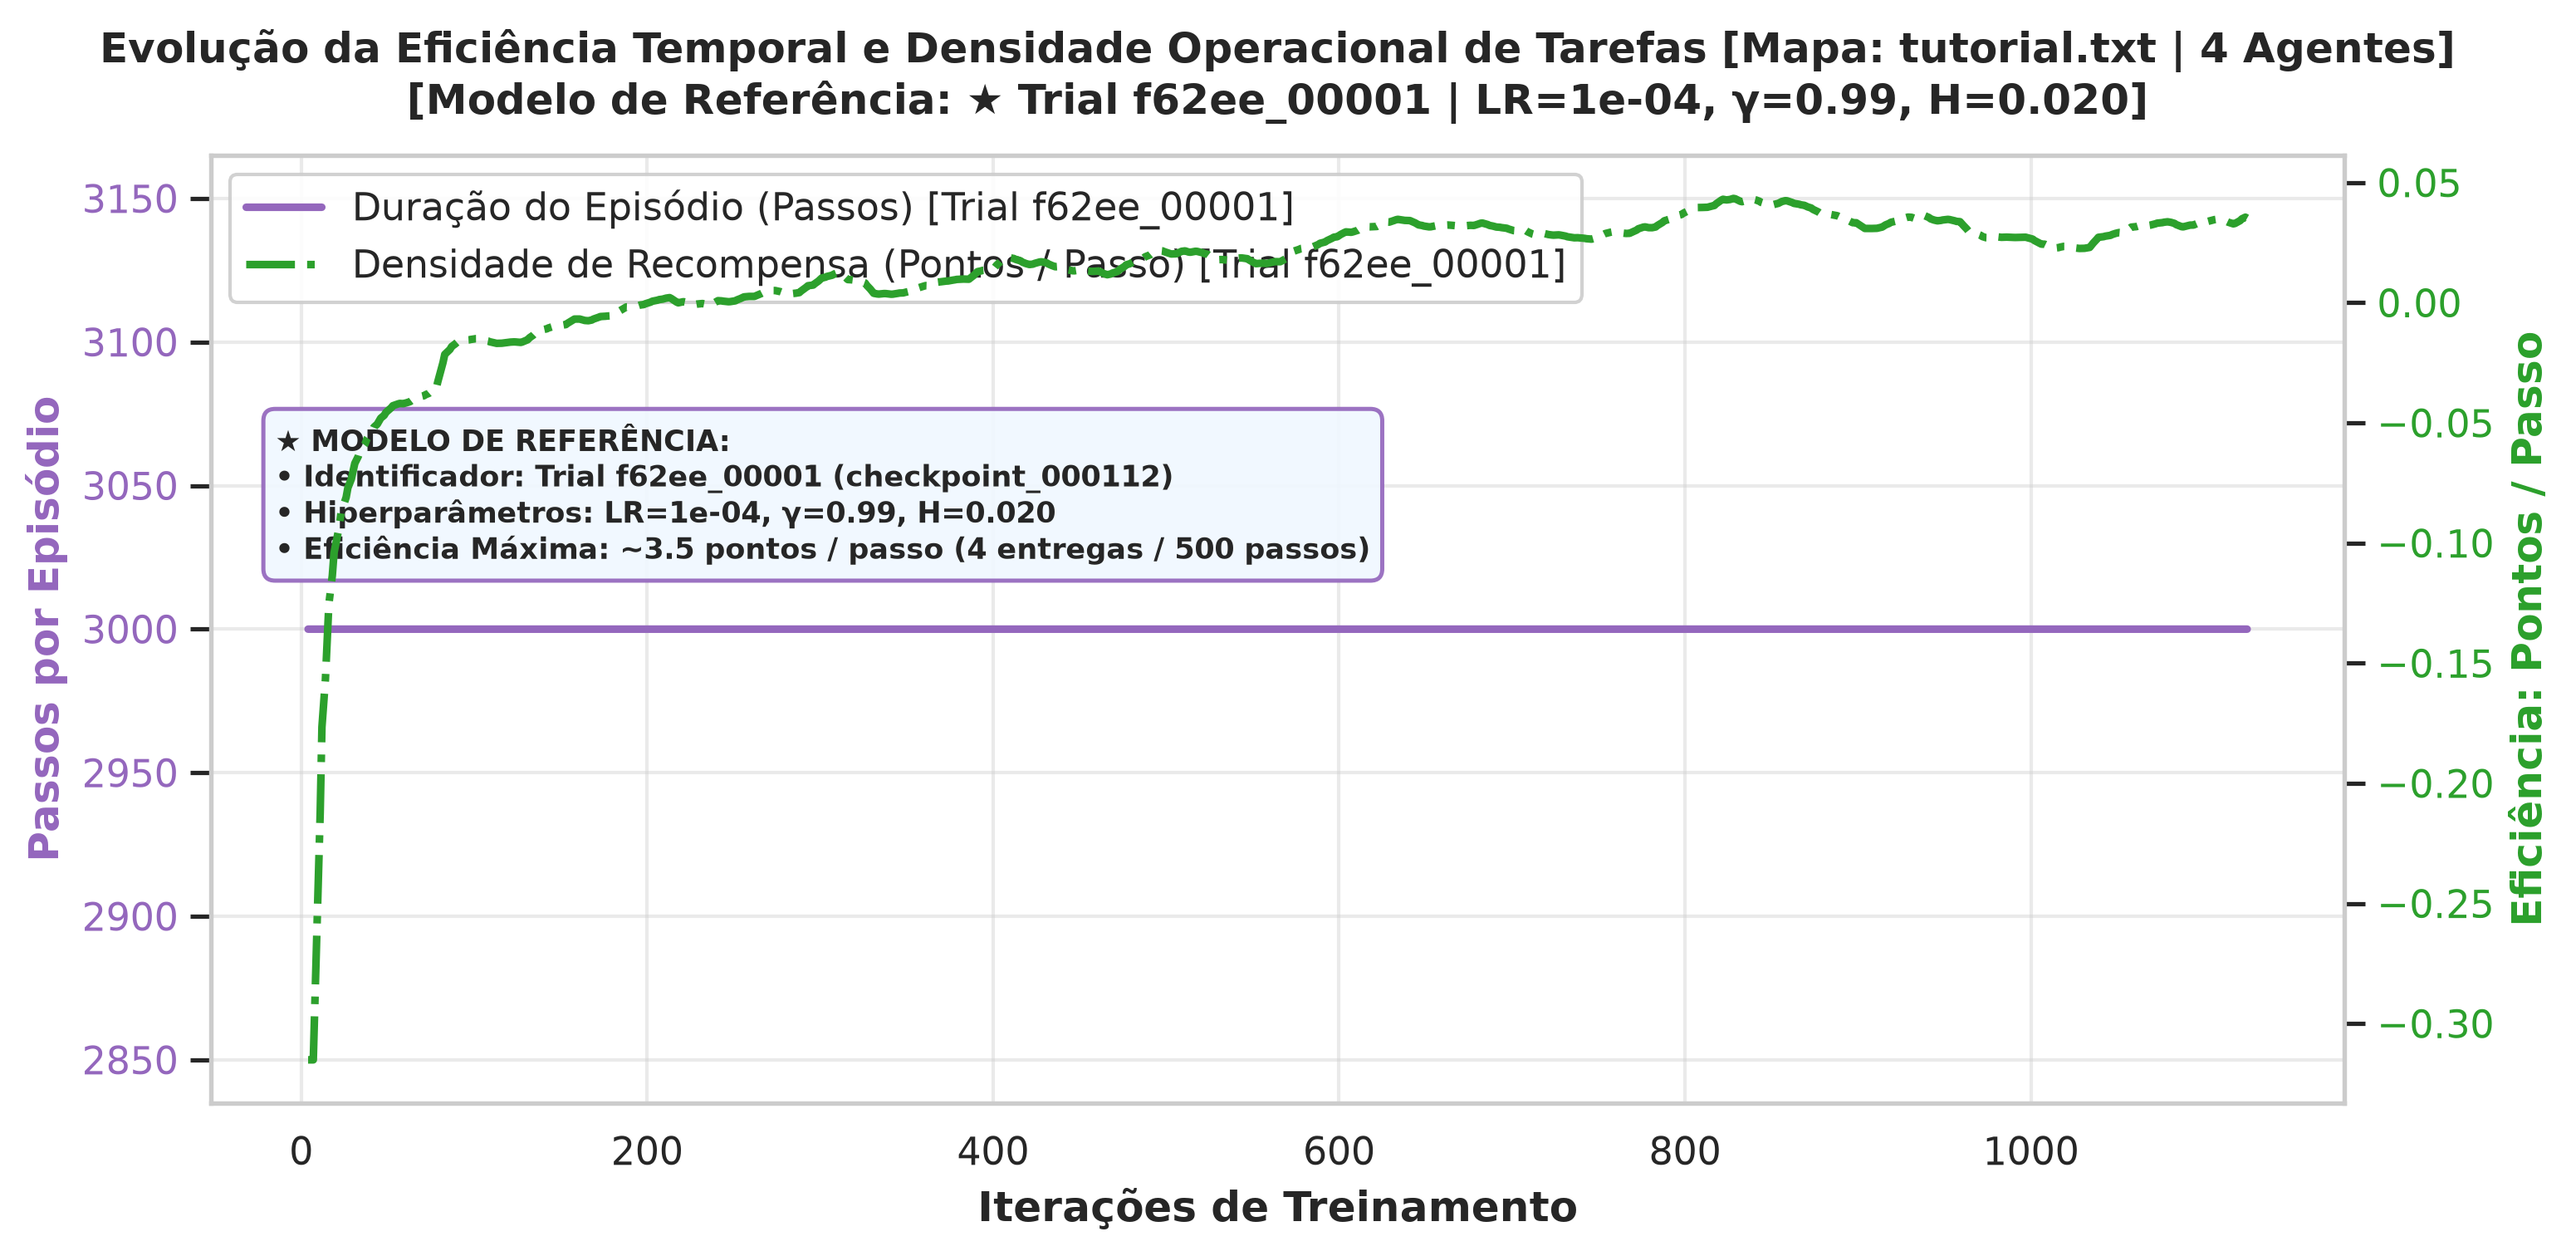 Evolução da Eficiência Temporal e Densidade Operacional de Tarefas [Mapa: tutorial.txt | 4 Agentes]
[Modelo de Referência: ★ Trial f62ee_00001 | LR=1e-04, γ=0.99, H=0.020]
Duração do Episódio (Passos) [Trial f62ee_00001]
Densidade de Recompensa (Pontos / Passo) [Trial f62ee_00001]
★ MODELO DE REFERÊNCIA:
• Identificador: Trial f62ee_00001 (checkpoint_000112)
• Hiperparâmetros: LR=1e-04, γ=0.99, H=0.020
• Eficiência Máxima: ~3.5 pontos / passo (4 entregas / 500 passos)
Passos por Episódio
3150
3100
3050
3000
2950
2900
2850
0.05
0.00
−0.05
−0.10
−0.15
−0.20
−0.25
−0.30
Eficiência: Pontos / Passo
0
200
400
600
800
1000
Iterações de Treinamento